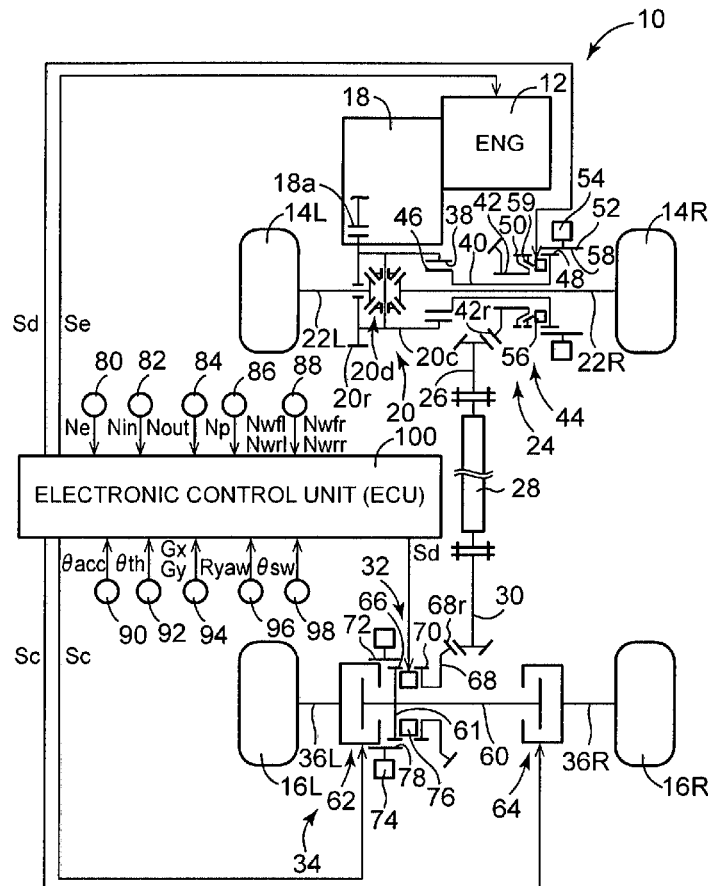 10
18
12
ENG
54
18a
14L
46
38
42
50
59
52
14R
40
58
48
Sd
Se
22L
42r
20d
20c
56
22R
20r
20
26
44
24
80
82
84
86
88
Ne
Nin
Nout
Np
Nwfl
Nwfr
Nwrl
Nwrr
100
ELECTRONIC CONTROL UNIT (ECU)
28
Sd
θacc
θth
Gx
Gy
Ryaw
θsw
32
30
66
68r
72
70
90
92
94
96
98
Sc
Sc
68
61
60
36L
36R
16L
62
78
76
64
16R
74
34